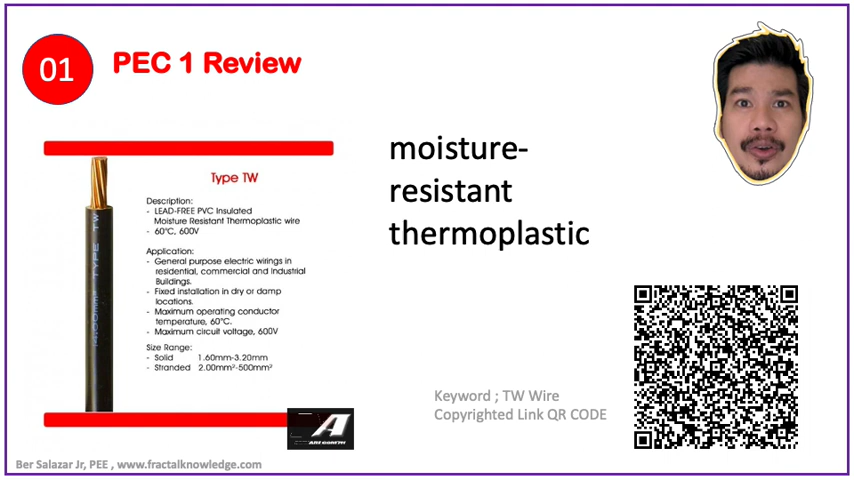 01
PEC 1 Review
moisture-
resistant
thermoplastic
Type TW
Description:
- LEAD-FREE PVC Insulated
Moisture Resistant Thermoplastic wire
- 60°C, 600V
Application:
- General purpose electric wirings in
residential, commercial and Industrial
Buildings.
- Fixed installation in dry or damp
locations.
- Maximum operating conductor
temperature, 60°C.
- Maximum circuit voltage, 600V
Size Range:
- Solid 1.60mm-3.20mm
- Stranded 2.00mm²-500mm²
TYPE TW
Keyword ; TW Wire
Copyrighted Link QR CODE
Ber Salazar Jr, PEE , www.fractalknowledge.com